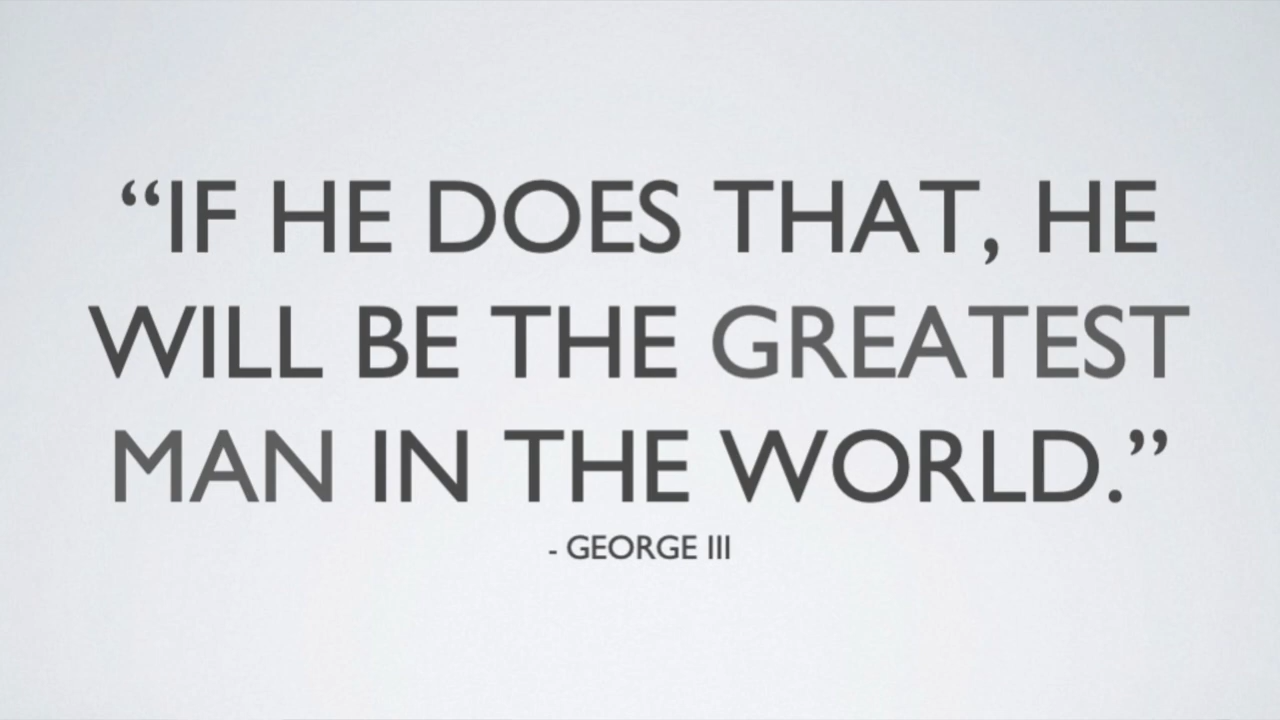 “IF HE DOES THAT, HE
WILL BE THE GREATEST
MAN IN THE WORLD.”
- GEORGE III